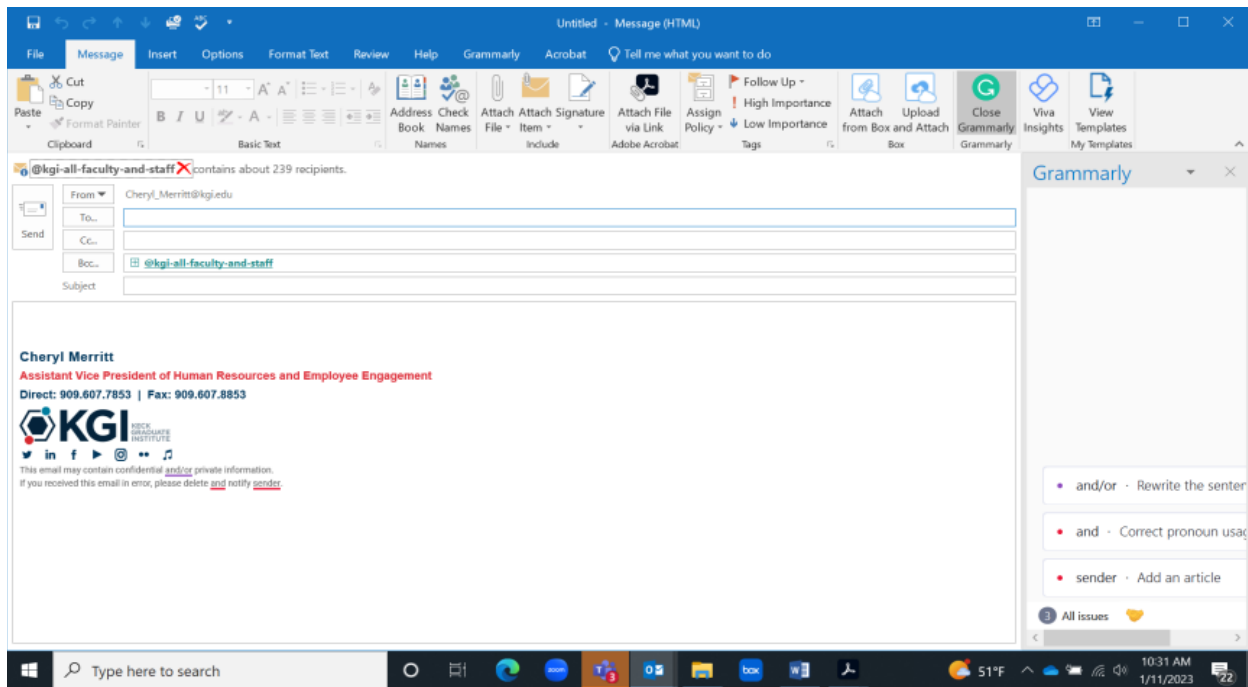 Untitled - Message (HTML)
File Message Insert Options Format Text Review Help Grammarly Acrobat Tell me what you want to do
Paste
Cut
Copy
Format Painter
Clipboard
11
B I U
Basic Text
Address Book
Check Names
Names
Attach File
Attach Item
Signature
Include
Attach File via Link
Adobe Acrobat
Assign Policy
Follow Up
High Importance
Low Importance
Tags
Attach from Box
Upload and Attach
Box
Close Grammarly
Grammarly
Viva Insights
View Templates
My Templates
@kgi-all-faculty-and-staff contains about 239 recipients.
Send
From Cheryl_Merritt@kgi.edu
To...
Cc...
Bcc... @kgi-all-faculty-and-staff
Subject
Cheryl Merritt
Assistant Vice President of Human Resources and Employee Engagement
Direct: 909.607.7853 | Fax: 909.607.8853
KGI KECK GRADUATE INSTITUTE
This email may contain confidential and/or private information.
If you received this email in error, please delete and notify sender.
Grammarly
and/or · Rewrite the senten
and · Correct pronoun usag
sender · Add an article
3 All issues
Type here to search
zoom
3
box
51°F
10:31 AM
1/11/2023
22